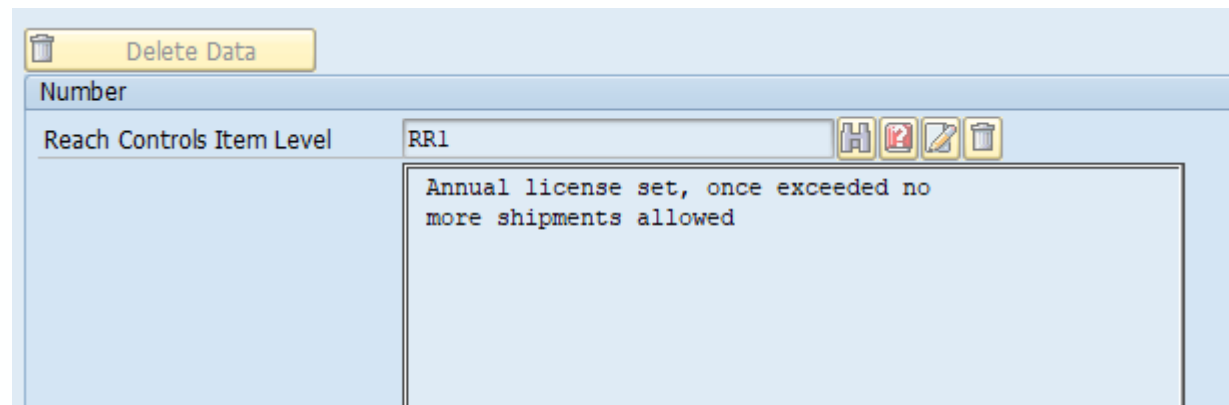 Delete Data
Number
Reach Controls Item Level RR1
Annual license set, once exceeded no
more shipments allowed